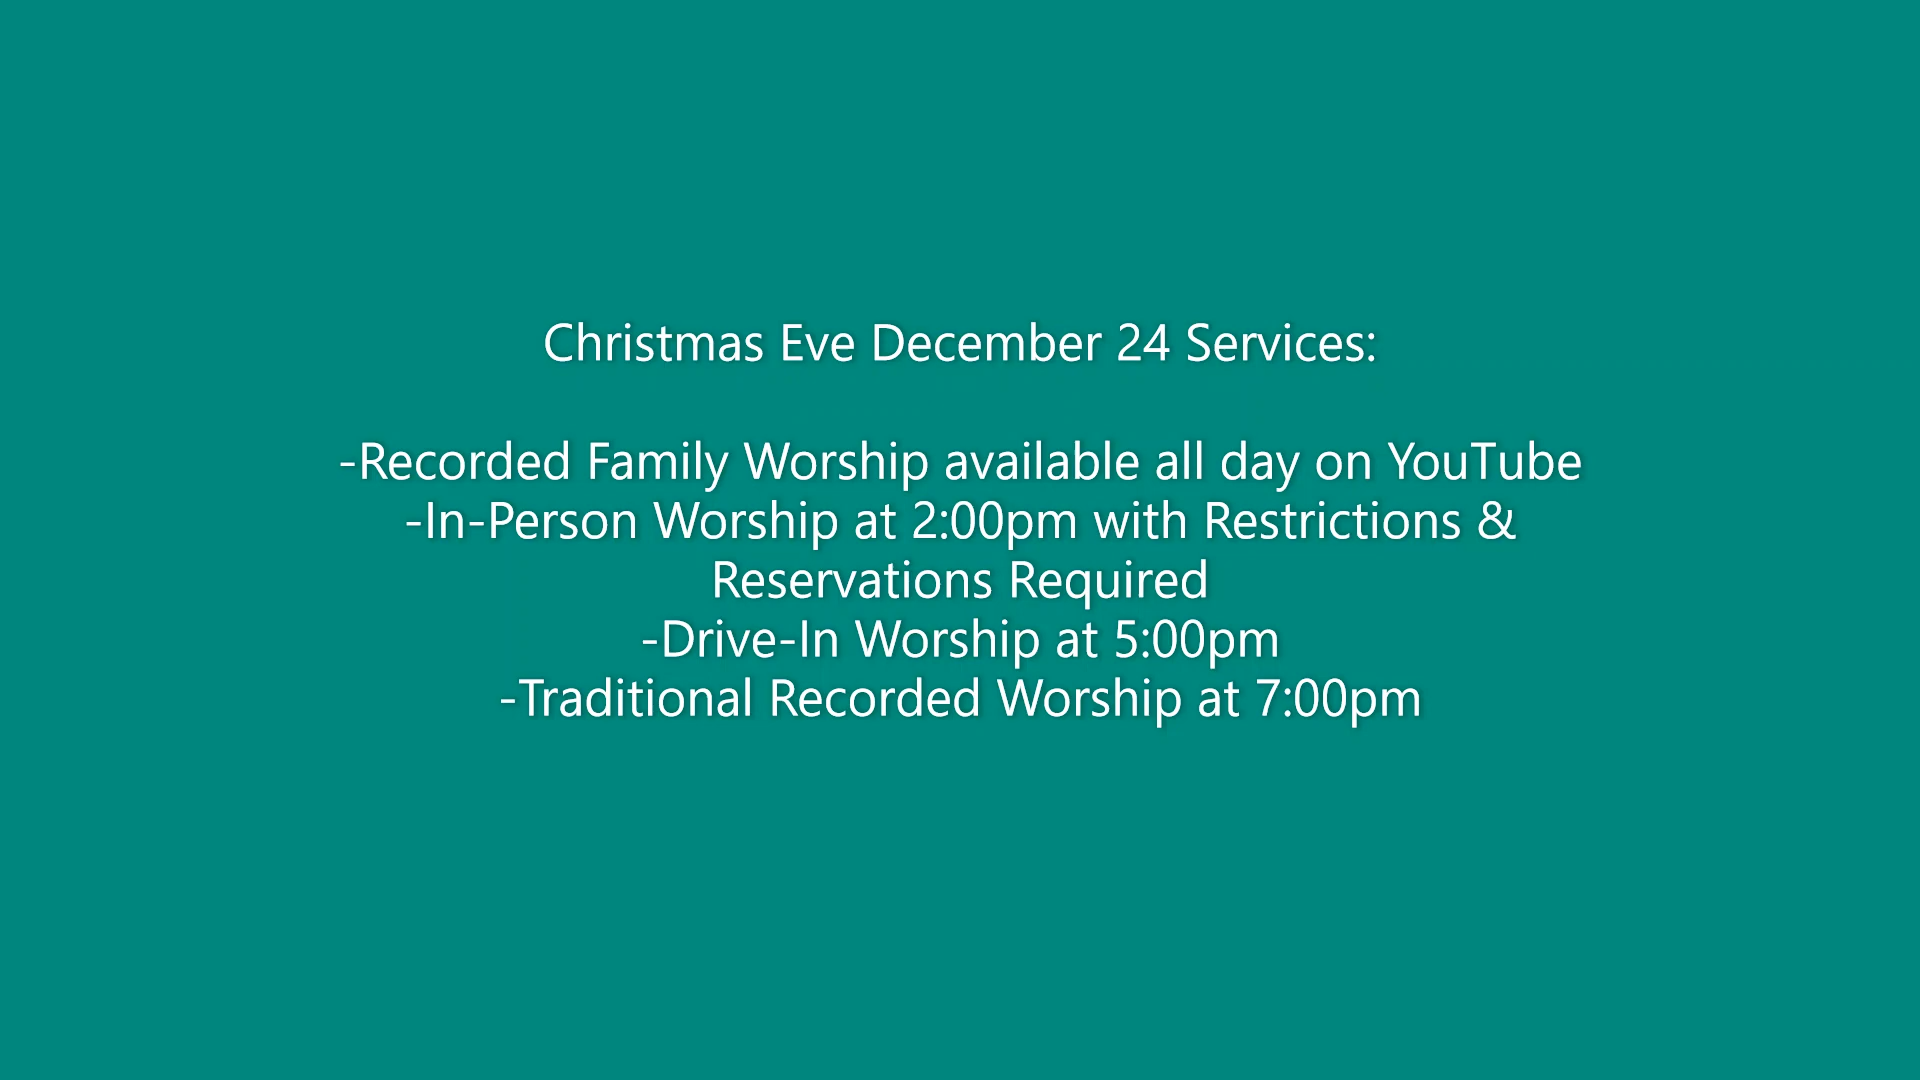 Christmas Eve December 24 Services:
-Recorded Family Worship available all day on YouTube
-In-Person Worship at 2:00pm with Restrictions &
Reservations Required
-Drive-In Worship at 5:00pm
-Traditional Recorded Worship at 7:00pm